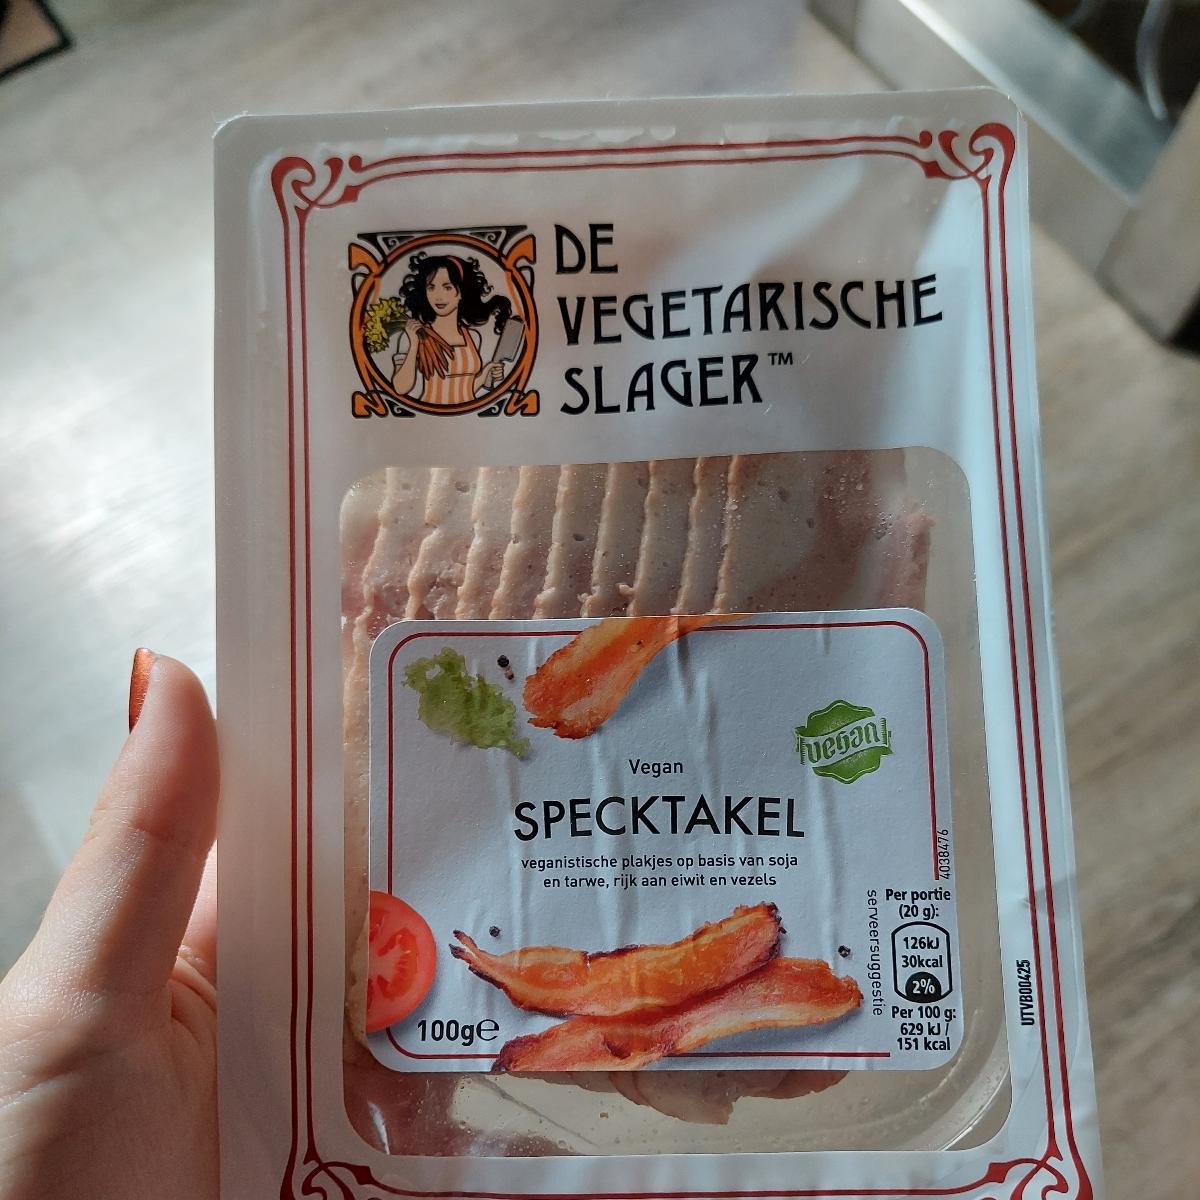 DE
VEGETARISCHE
SLAGER™
vegan
Vegan
SPECKTAKEL
veganistische plakjes op basis van soja
en tarwe, rijk aan eiwit en vezels
100g℮
serveersuggestie
4038476
Per portie
(20 g):
126kJ
30kcal
2%
Per 100 g:
629 kJ /
151 kcal
UTVB00425